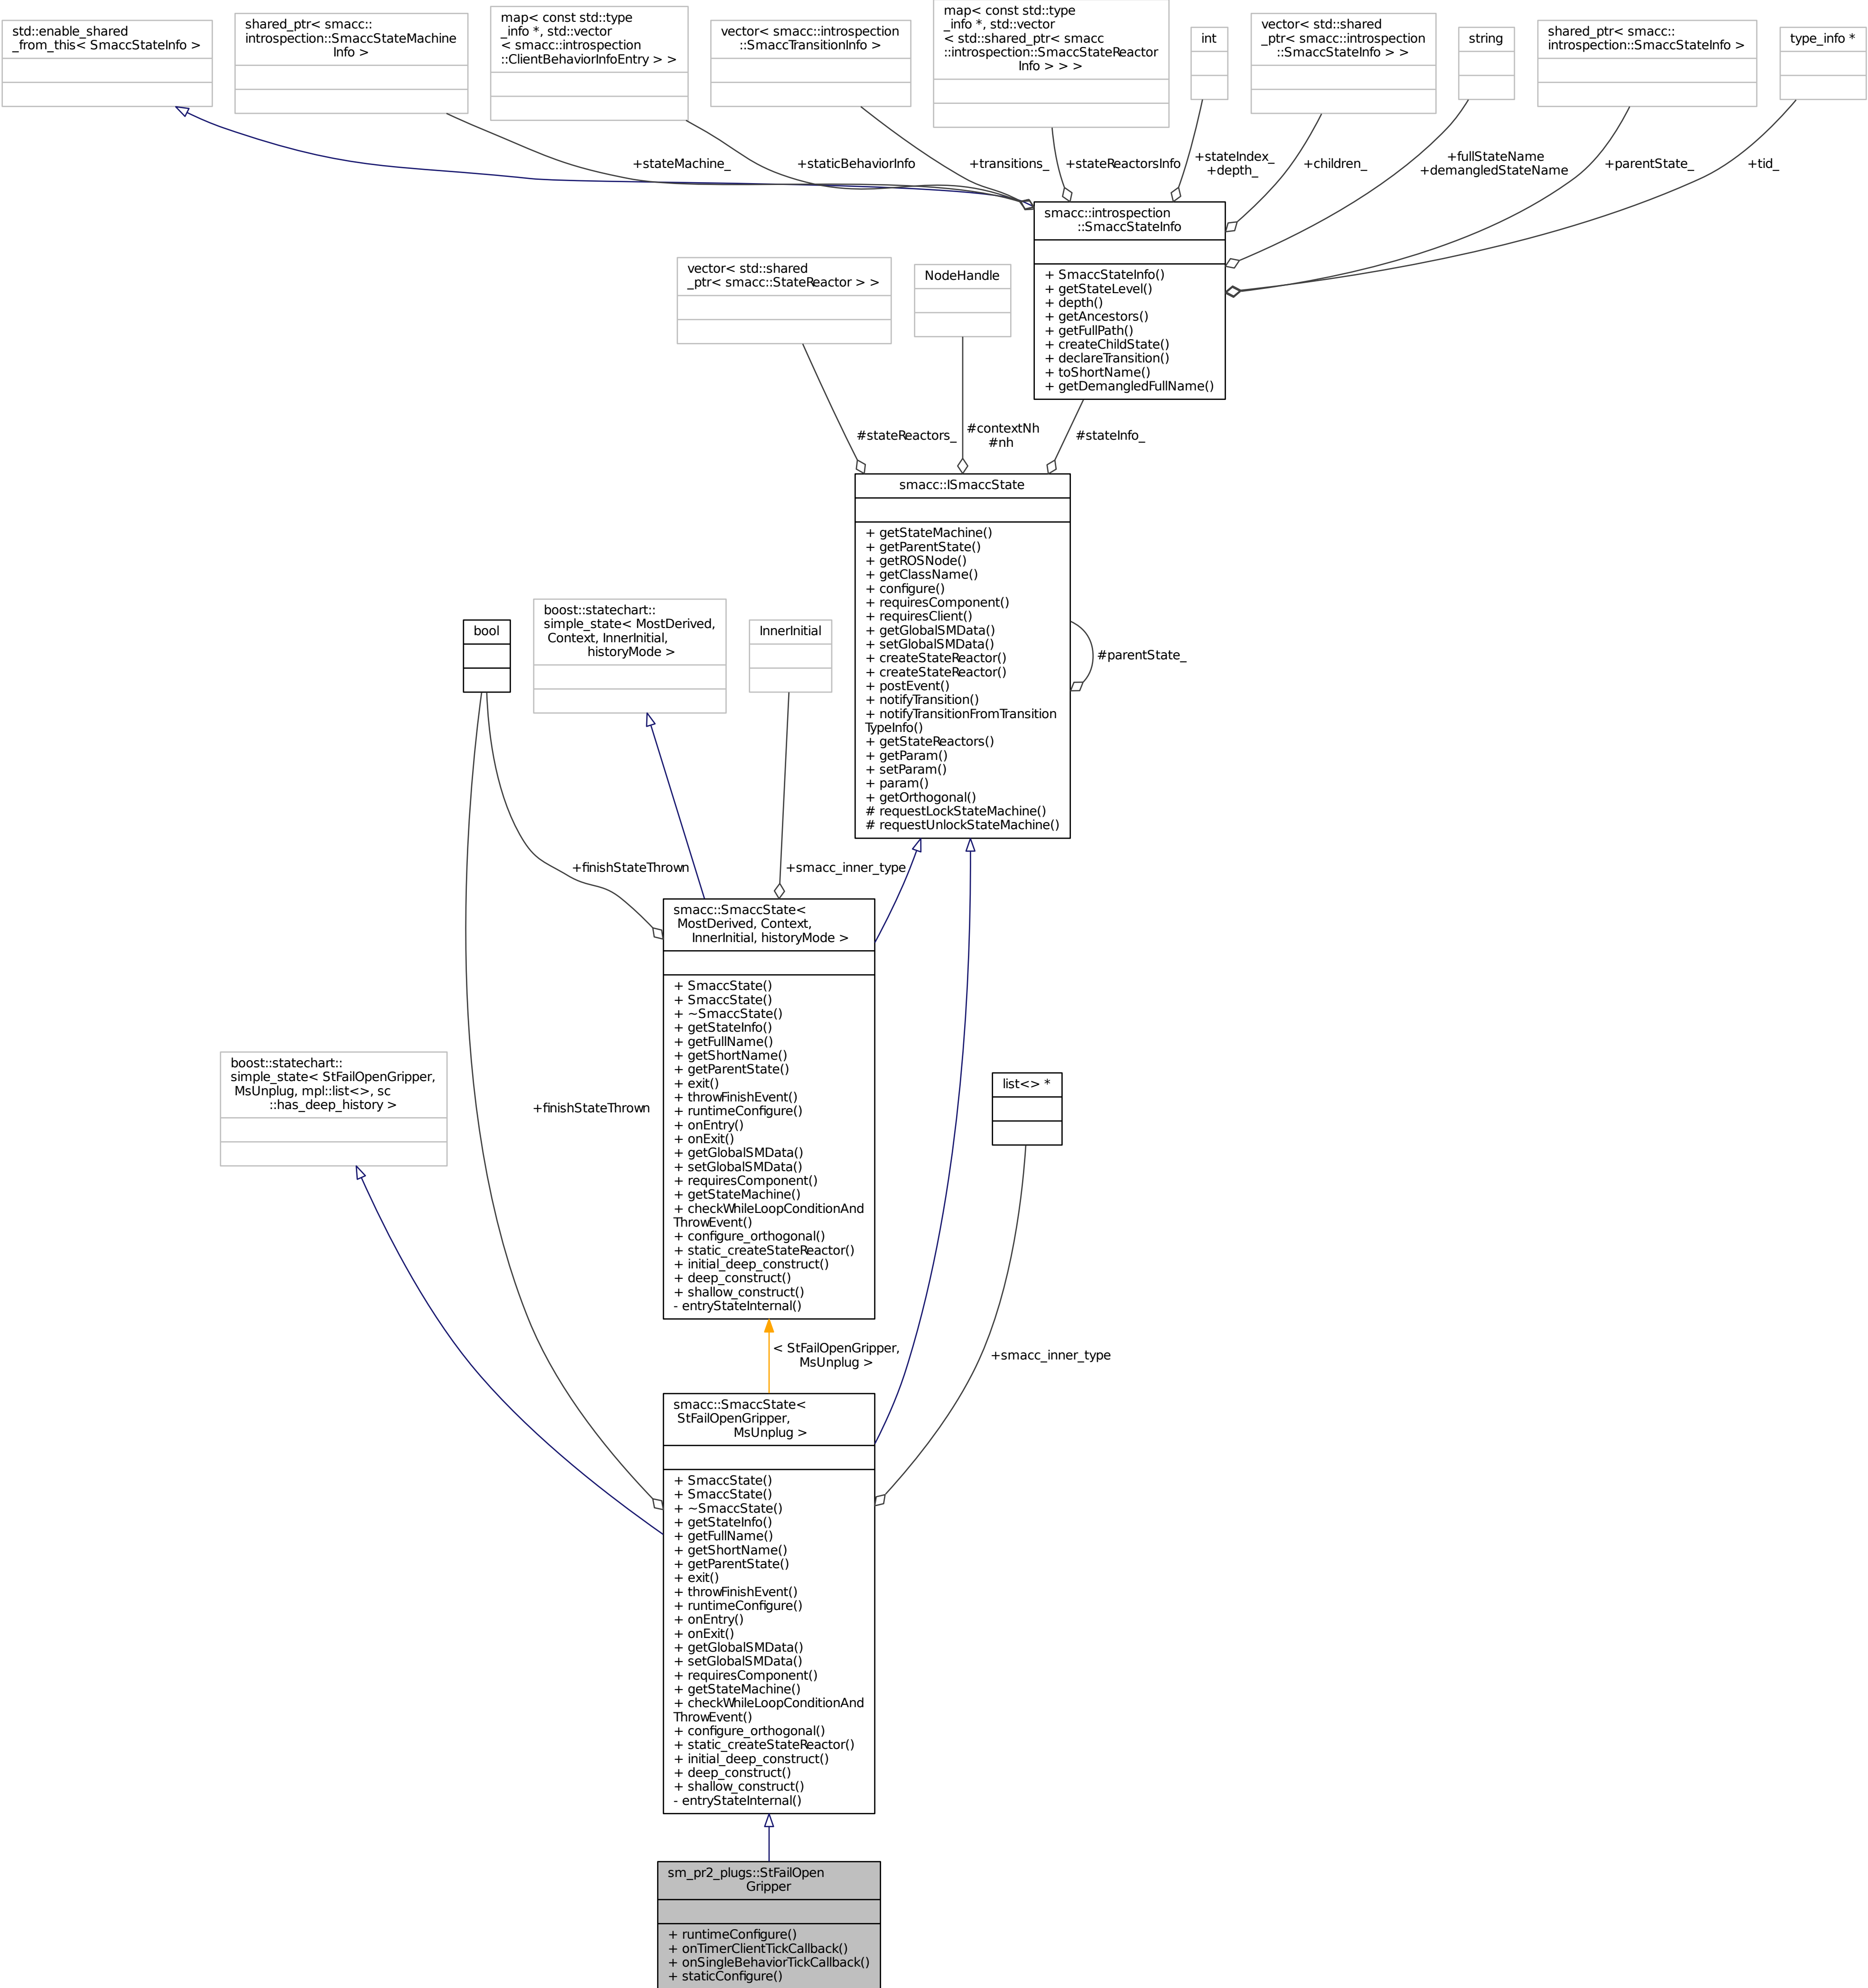 std::enable_shared
_from_this< SmaccStateInfo >
shared_ptr< smacc::
introspection::SmaccStateMachine
Info >
map< const std::type
_info *, std::vector
< smacc::introspection
::ClientBehaviorInfoEntry > >
vector< smacc::introspection
::SmaccTransitionInfo >
map< const std::type
_info *, std::vector
< std::shared_ptr< smacc
::introspection::SmaccStateReactor
Info > > >
int
vector< std::shared
_ptr< smacc::introspection
::SmaccStateInfo > >
string
shared_ptr< smacc::
introspection::SmaccStateInfo >
type_info *
+stateMachine_
+staticBehaviorInfo
+transitions_
+stateReactorsInfo
+stateIndex_
+depth_
+children_
+fullStateName
+demangledStateName
+parentState_
+tid_
smacc::introspection
::SmaccStateInfo
+ SmaccStateInfo()
+ getStateLevel()
+ depth()
+ getAncestors()
+ getFullPath()
+ createChildState()
+ declareTransition()
+ toShortName()
+ getDemangledFullName()
vector< std::shared
_ptr< smacc::StateReactor > >
NodeHandle
#stateReactors_
#contextNh
#nh
#stateInfo_
smacc::ISmaccState
+ getStateMachine()
+ getParentState()
+ getROSNode()
+ getClassName()
+ configure()
+ requiresComponent()
+ requiresClient()
+ getGlobalSMData()
+ setGlobalSMData()
+ createStateReactor()
+ createStateReactor()
+ postEvent()
+ notifyTransition()
+ notifyTransitionFromTransition
TypeInfo()
+ getStateReactors()
+ getParam()
+ setParam()
+ param()
+ getOrthogonal()
# requestLockStateMachine()
# requestUnlockStateMachine()
#parentState_
bool
boost::statechart::
simple_state< MostDerived,
Context, InnerInitial,
historyMode >
InnerInitial
+finishStateThrown
+smacc_inner_type
smacc::SmaccState<
MostDerived, Context,
InnerInitial, historyMode >
+ SmaccState()
+ SmaccState()
+ ~SmaccState()
+ getStateInfo()
+ getFullName()
+ getShortName()
+ getParentState()
+ exit()
+ throwFinishEvent()
+ runtimeConfigure()
+ onEntry()
+ onExit()
+ getGlobalSMData()
+ setGlobalSMData()
+ requiresComponent()
+ getStateMachine()
+ checkWhileLoopConditionAnd
ThrowEvent()
+ configure_orthogonal()
+ static_createStateReactor()
+ initial_deep_construct()
+ deep_construct()
+ shallow_construct()
- entryStateInternal()
boost::statechart::
simple_state< StFailOpenGripper,
MsUnplug, mpl::list<>, sc
::has_deep_history >
+finishStateThrown
list<> *
< StFailOpenGripper,
MsUnplug >
+smacc_inner_type
smacc::SmaccState<
StFailOpenGripper,
MsUnplug >
+ SmaccState()
+ SmaccState()
+ ~SmaccState()
+ getStateInfo()
+ getFullName()
+ getShortName()
+ getParentState()
+ exit()
+ throwFinishEvent()
+ runtimeConfigure()
+ onEntry()
+ onExit()
+ getGlobalSMData()
+ setGlobalSMData()
+ requiresComponent()
+ getStateMachine()
+ checkWhileLoopConditionAnd
ThrowEvent()
+ configure_orthogonal()
+ static_createStateReactor()
+ initial_deep_construct()
+ deep_construct()
+ shallow_construct()
- entryStateInternal()
sm_pr2_plugs::StFailOpen
Gripper
+ runtimeConfigure()
+ onTimerClientTickCallback()
+ onSingleBehaviorTickCallback()
+ staticConfigure()